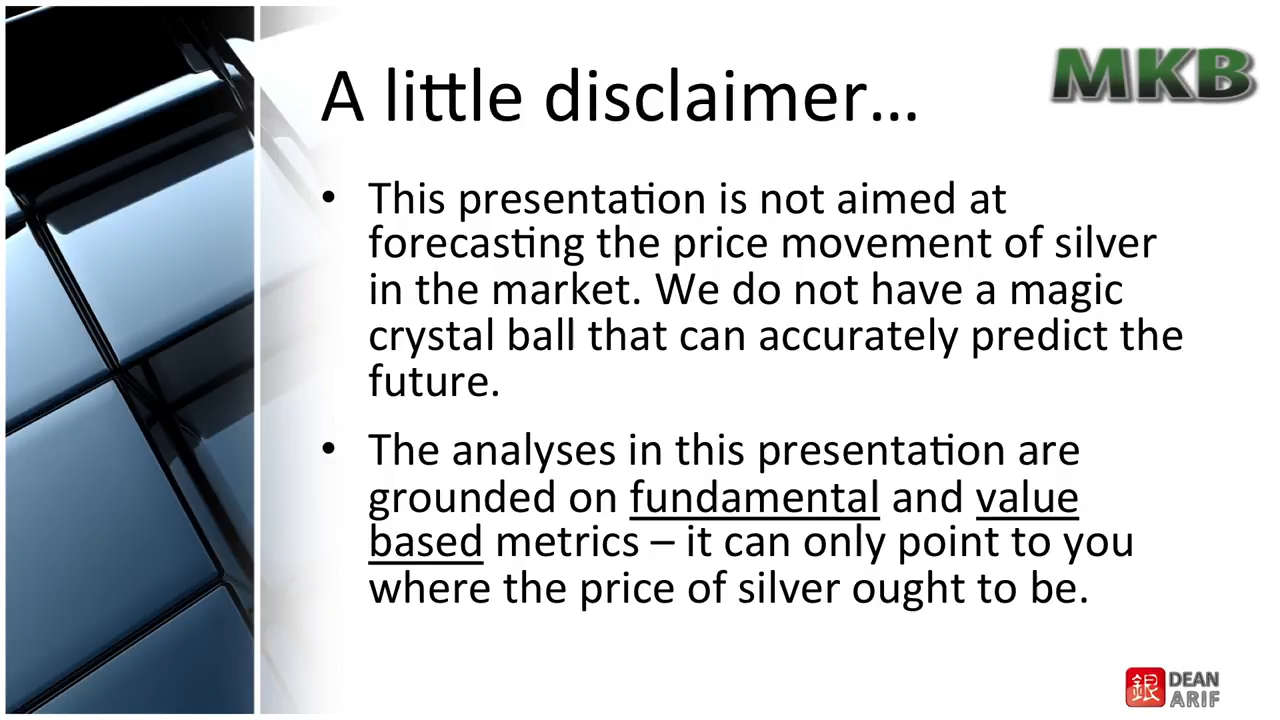 A little disclaimer…
MKB
• This presentation is not aimed at
forecasting the price movement of silver
in the market. We do not have a magic
crystal ball that can accurately predict the
future.
• The analyses in this presentation are
grounded on fundamental and value
based metrics – it can only point to you
where the price of silver ought to be.
銀 DEAN
ARIF